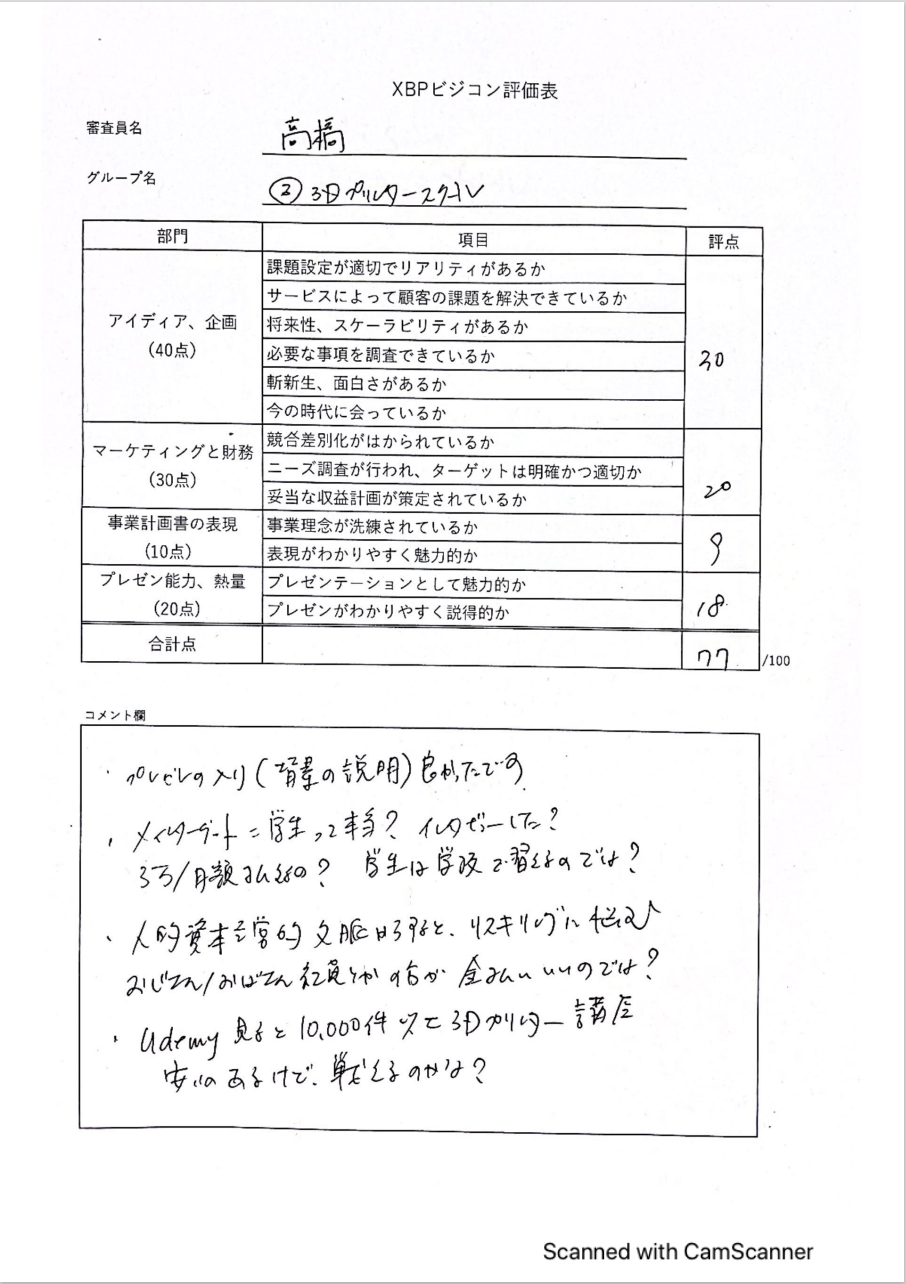 XBPビジコン評価表
審査員名 高橋
グループ名 ② 3Dプリンタースクール
部門 項目 評点
アイディア、企画
(40点)
課題設定が適切でリアリティがあるか
サービスによって顧客の課題を解決できているか
将来性、スケーラビリティがあるか
必要な事項を調査できているか
斬新生、面白さがあるか
今の時代に会っているか
30
マーケティングと財務
(30点)
競合差別化がはかられているか
ニーズ調査が行われ、ターゲットは明確かつ適切か
妥当な収益計画が策定されているか
20
事業計画書の表現
(10点)
事業理念が洗練されているか
表現がわかりやすく魅力的か
9
プレゼン能力、熱量
(20点)
プレゼンテーションとして魅力的か
プレゼンがわかりやすく説得的か
18
合計点 77 /100
コメント欄
・プレゼンの入り(背景の説明)良かったです
・メインターゲット=学生って本当? インタビューした?
3万/月額払えるの? 学生は学校で習えるのでは?
・人的資本経営的文脈からすると、リスキリングに悩む
おじさん/おばさん社員とかの方が金払いいいのでは?
・Udemy見ると10,000件以上3Dプリンター講座
安いのあるけど、戦えるのかな?
Scanned with CamScanner